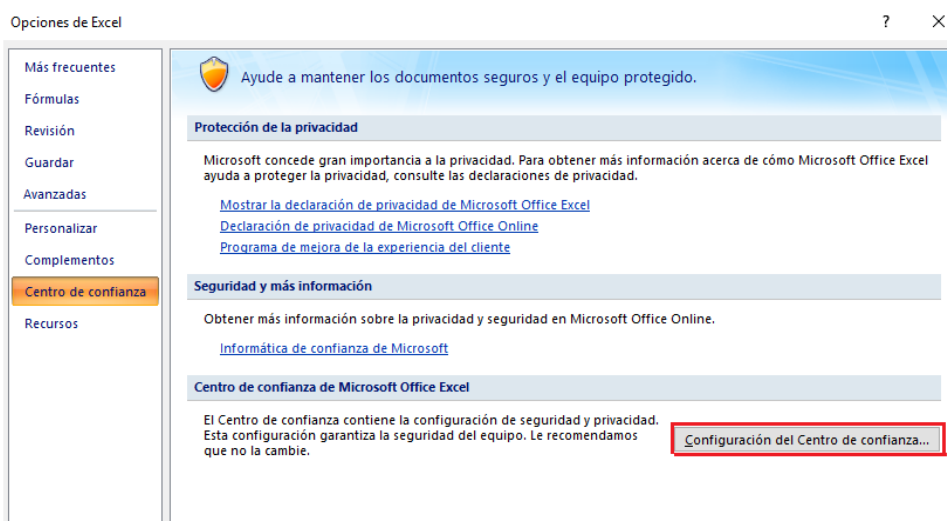 Opciones de Excel
?
Más frecuentes
Fórmulas
Revisión
Guardar
Avanzadas
Personalizar
Complementos
Centro de confianza
Recursos
Ayude a mantener los documentos seguros y el equipo protegido.
Protección de la privacidad
Microsoft concede gran importancia a la privacidad. Para obtener más información acerca de cómo Microsoft Office Excel
ayuda a proteger la privacidad, consulte las declaraciones de privacidad.
Mostrar la declaración de privacidad de Microsoft Office Excel
Declaración de privacidad de Microsoft Office Online
Programa de mejora de la experiencia del cliente
Seguridad y más información
Obtener más información sobre la privacidad y seguridad en Microsoft Office Online.
Informática de confianza de Microsoft
Centro de confianza de Microsoft Office Excel
El Centro de confianza contiene la configuración de seguridad y privacidad.
Esta configuración garantiza la seguridad del equipo. Le recomendamos
que no la cambie.
Configuración del Centro de confianza...